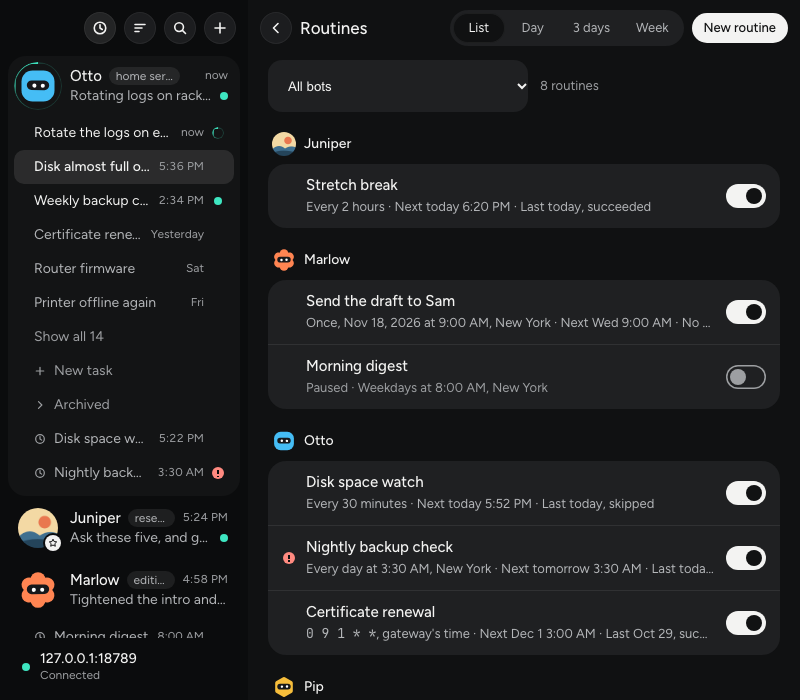 Otto home ser... now
Rotating logs on rack...
Rotate the logs on e... now
Disk almost full o... 5:36 PM
Weekly backup c... 2:34 PM
Certificate rene... Yesterday
Router firmware Sat
Printer offline again Fri
Show all 14
New task
Archived
Disk space w... 5:22 PM
Nightly back... 3:30 AM
Juniper rese... 5:24 PM
Ask these five, and g...
Marlow editi... 4:58 PM
Tightened the intro and...
Morning digest 8:00 AM
127.0.0.1:18789
Connected
Routines List Day 3 days Week New routine
All bots 8 routines
Juniper
Stretch break
Every 2 hours · Next today 6:20 PM · Last today, succeeded
Marlow
Send the draft to Sam
Once, Nov 18, 2026 at 9:00 AM, New York · Next Wed 9:00 AM · No ...
Morning digest
Paused · Weekdays at 8:00 AM, New York
Otto
Disk space watch
Every 30 minutes · Next today 5:52 PM · Last today, skipped
Nightly backup check
Every day at 3:30 AM, New York · Next tomorrow 3:30 AM · Last toda...
Certificate renewal
0 9 1 * *, gateway's time · Next Dec 1 3:00 AM · Last Oct 29, suc...
Pip